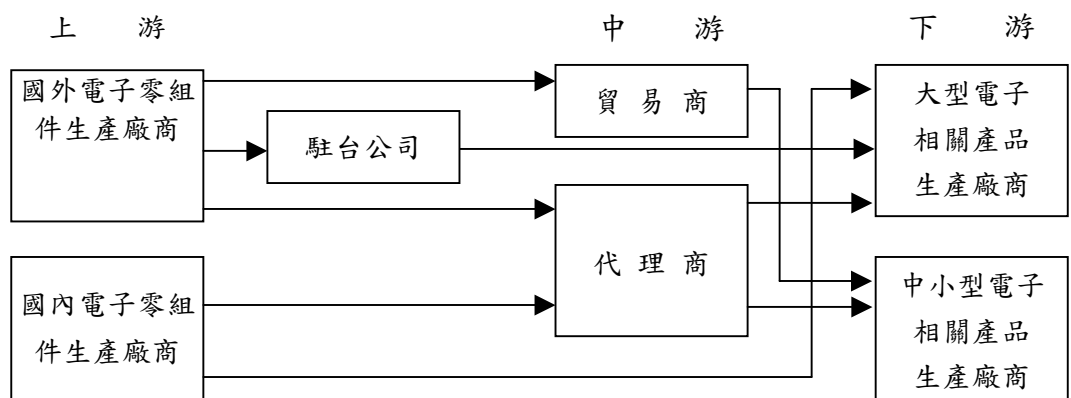 上 游 中 游 下 游
國外電子零組
件生產廠商
駐台公司
貿易商
代理商
大型電子
相關產品
生產廠商
國內電子零組
件生產廠商
中小型電子
相關產品
生產廠商